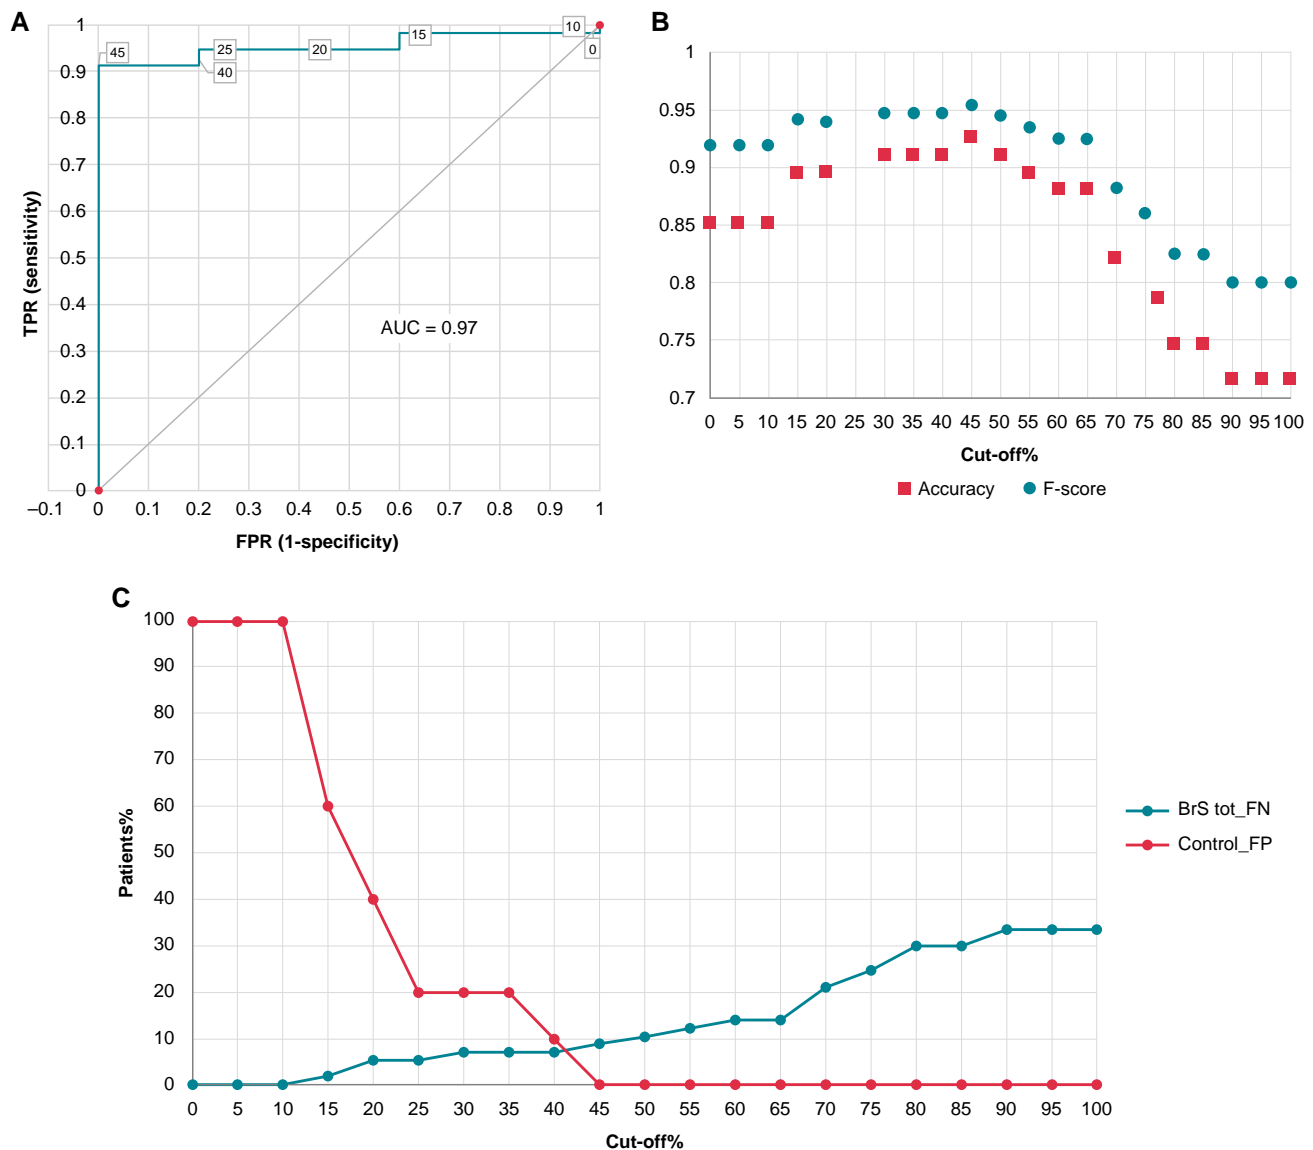 A
1
0.9
0.8
0.7
0.6
0.5
0.4
0.3
0.2
0.1
0
TPR (sensitivity)
45
25
40
20
15
10
0
AUC = 0.97
–0.1 0 0.1 0.2 0.3 0.4 0.5 0.6 0.7 0.8 0.9 1
FPR (1-specificity)
B
1
0.95
0.9
0.85
0.8
0.75
0.7
0 5 10 15 20 25 30 35 40 45 50 55 60 65 70 75 80 85 90 95 100
Cut-off%
Accuracy F-score
C
100
90
80
70
60
50
40
30
20
10
0
Patients%
0 5 10 15 20 25 30 35 40 45 50 55 60 65 70 75 80 85 90 95 100
Cut-off%
BrS tot_FN
Control_FP